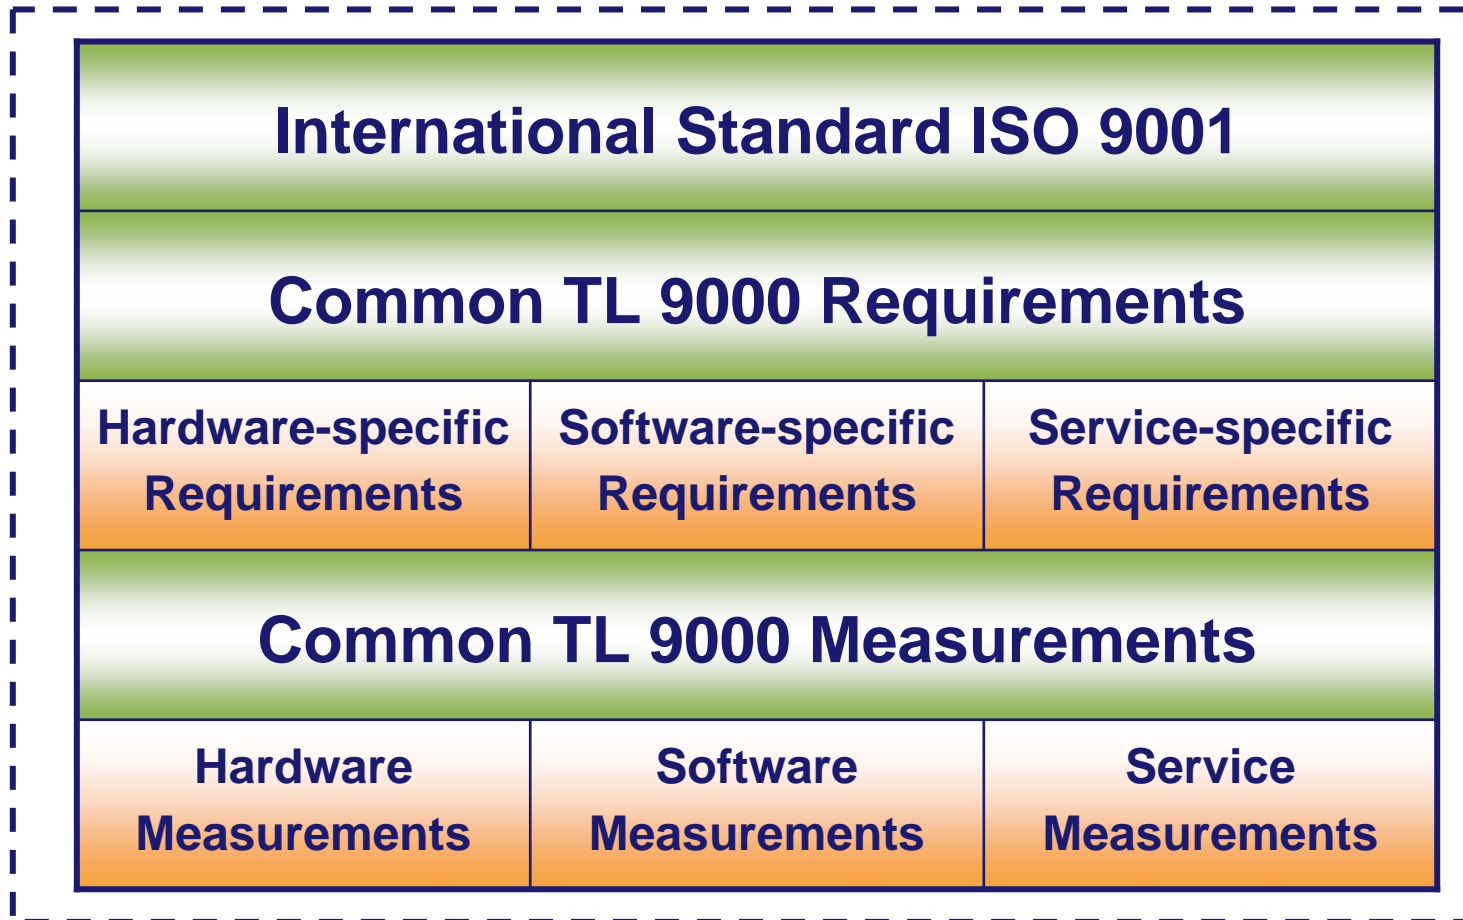 International Standard ISO 9001
Common TL 9000 Requirements
Hardware-specific
Requirements
Software-specific
Requirements
Service-specific
Requirements
Common TL 9000 Measurements
Hardware
Measurements
Software
Measurements
Service
Measurements